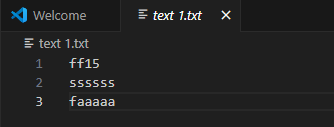 Welcome text 1.txt
text 1.txt
1 ff15
2 ssssss
3 faaaaa